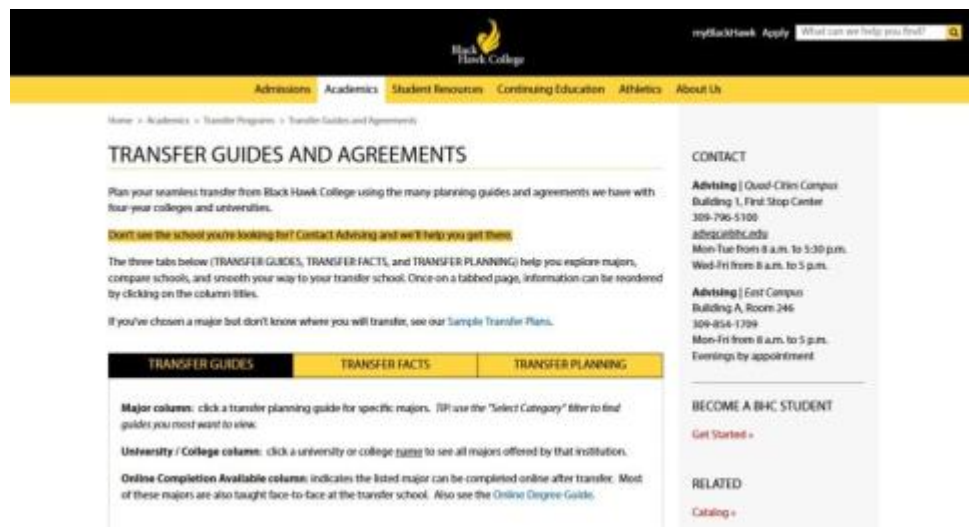 Black
Hawk College
myBlackHawk Apply What can we help you find?
Admissions Academics Student Resources Continuing Education Athletics About Us
Home » Academics » Transfer Programs » Transfer Guides and Agreements
TRANSFER GUIDES AND AGREEMENTS
Plan your seamless transfer from Black Hawk College using the many planning guides and agreements we have with
four-year colleges and universities.
Don't see the school you're looking for? Contact Advising and we'll help you get there.
The three tabs below (TRANSFER GUIDES, TRANSFER FACTS, and TRANSFER PLANNING) help you explore majors,
compare schools, and smooth your way to your transfer school. Once on a tabbed page, information can be reordered
by clicking on the column titles.
If you've chosen a major but don't know where you will transfer, see our Sample Transfer Plans.
TRANSFER GUIDES TRANSFER FACTS TRANSFER PLANNING
Major column: click a transfer planning guide for specific majors. TIP: use the "Select Category" filter to find
guides you most want to view.
University / College column: click a university or college name to see all majors offered by that institution.
Online Completion Available column: indicates the listed major can be completed online after transfer. Most
of these majors are also taught face-to-face at the transfer school. Also see the Online Degree Guide.
CONTACT
Advising | Quad-Cities Campus
Building 1, First Stop Center
309-796-5100
advqc@bhc.edu
Mon-Tue from 8 a.m. to 5:30 p.m.
Wed-Fri from 8 a.m. to 5 p.m.
Advising | East Campus
Building A, Room 246
309-854-1709
Mon-Fri from 8 a.m. to 5 p.m.
Evenings by appointment
BECOME A BHC STUDENT
Get Started »
RELATED
Catalog »